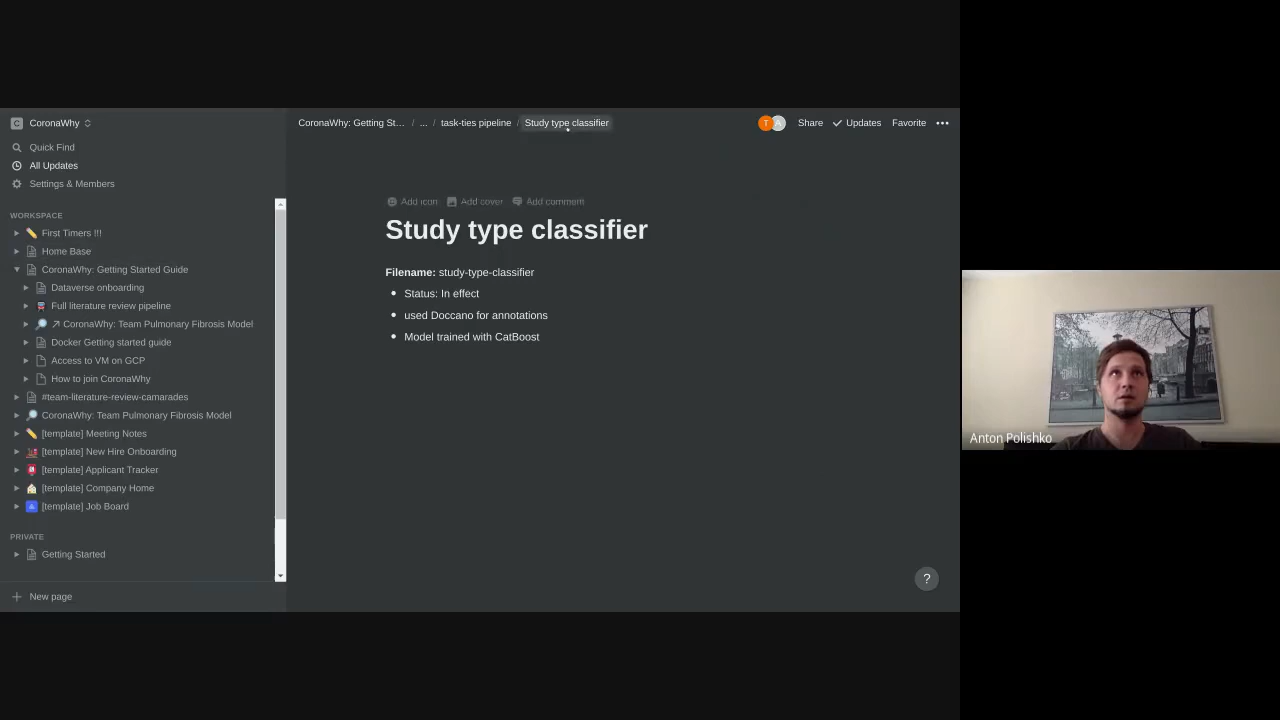 C CoronaWhy
Quick Find
All Updates
Settings & Members
WORKSPACE
First Timers !!!
Home Base
CoronaWhy: Getting Started Guide
Dataverse onboarding
Full literature review pipeline
CoronaWhy: Team Pulmonary Fibrosis Model
Docker Getting started guide
Access to VM on GCP
How to join CoronaWhy
#team-literature-review-camarades
CoronaWhy: Team Pulmonary Fibrosis Model
[template] Meeting Notes
[template] New Hire Onboarding
[template] Applicant Tracker
[template] Company Home
[template] Job Board
PRIVATE
Getting Started
New page
CoronaWhy: Getting St... / ... / task-ties pipeline / Study type classifier
T A Share Updates Favorite
Add icon Add cover Add comment
Study type classifier
Filename: study-type-classifier
Status: In effect
used Doccano for annotations
Model trained with CatBoost
?
Anton Polishko